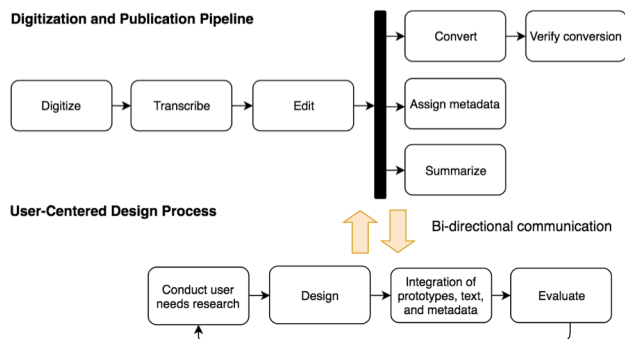 Digitization and Publication Pipeline
Convert
Verify conversion
Digitize
Transcribe
Edit
Assign metadata
Summarize
User-Centered Design Process
Bi-directional communication
Conduct user
needs research
Design
Integration of
prototypes, text,
and metadata
Evaluate